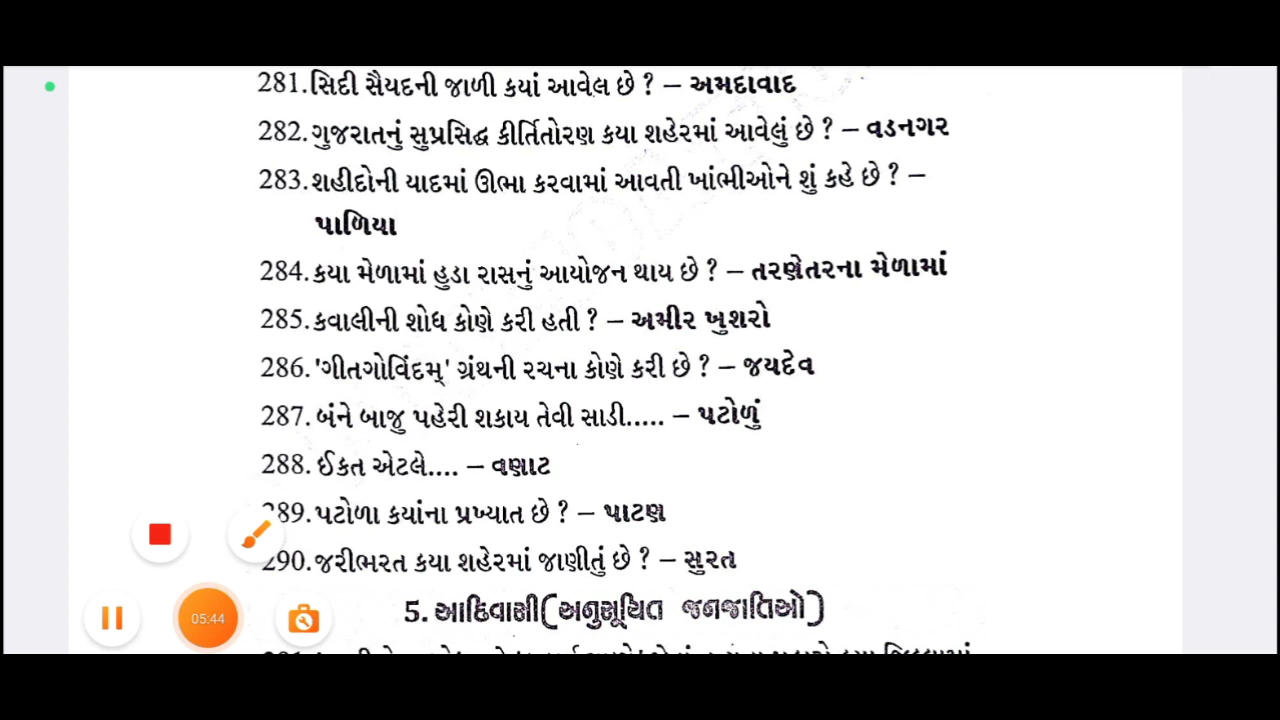 281.સિદી સૈયદની જાળી કયાં આવેલ છે ? – અમદાવાદ
282.ગુજરાતનું સુપ્રસિદ્ધ કીર્તિતોરણ કયા શહેરમાં આવેલું છે ? – વડનગર
283.શહીદોની યાદમાં ઊભા કરવામાં આવતી ખાંભીઓને શું કહે છે ? –
પાળિયા
284.કયા મેળામાં હુડા રાસનું આયોજન થાય છે ? – તરણેતરના મેળામાં
285.કવાલીની શોધ કોણે કરી હતી ? – અમીર ખુશરો
286.'ગીતગોવિંદમ્' ગ્રંથની રચના કોણે કરી છે ? – જયદેવ
287.બંને બાજુ પહેરી શકાય તેવી સાડી..... – પટોળું
288.ઈકત એટલે.... – વણાટ
289.પટોળા કયાંના પ્રખ્યાત છે ? – પાટણ
290.જરીભરત કયા શહેરમાં જાણીતું છે ? – સુરત
5. આદિવાસી(અનુસૂચિત જનજાતિઓ)
05:44